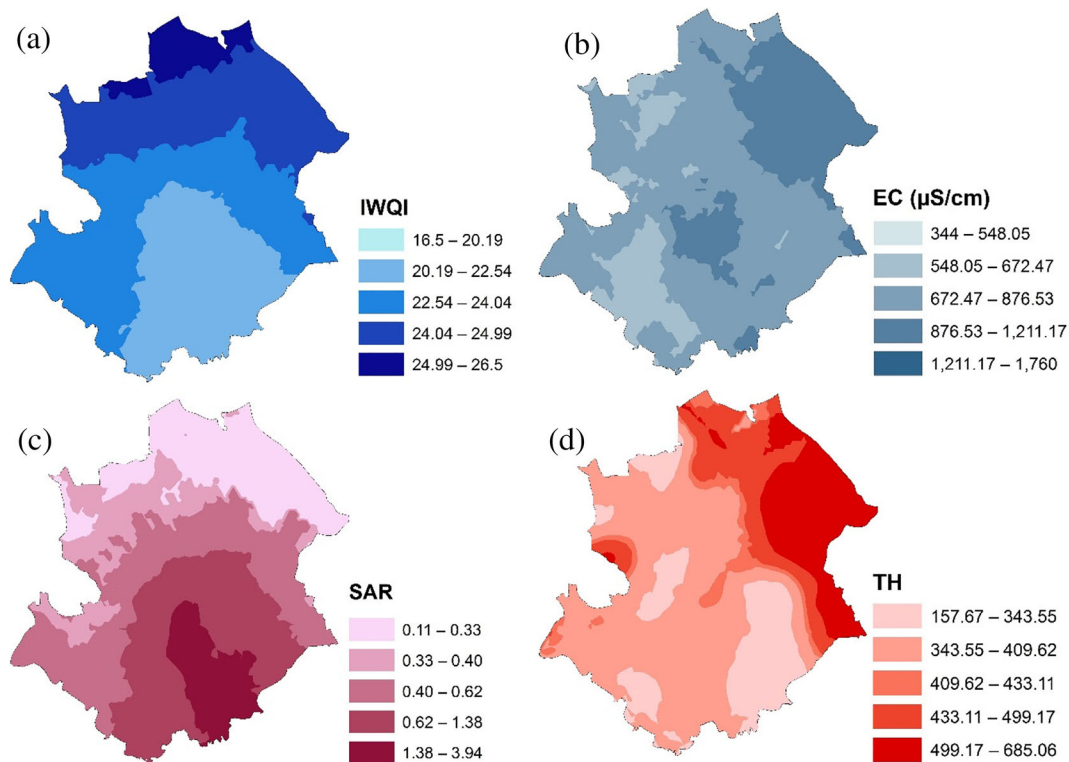 (a)
IWQI
16.5 – 20.19
20.19 – 22.54
22.54 – 24.04
24.04 – 24.99
24.99 – 26.5
(b)
EC (µS/cm)
344 – 548.05
548.05 – 672.47
672.47 – 876.53
876.53 – 1,211.17
1,211.17 – 1,760
(c)
SAR
0.11 – 0.33
0.33 – 0.40
0.40 – 0.62
0.62 – 1.38
1.38 – 3.94
(d)
TH
157.67 – 343.55
343.55 – 409.62
409.62 – 433.11
433.11 – 499.17
499.17 – 685.06